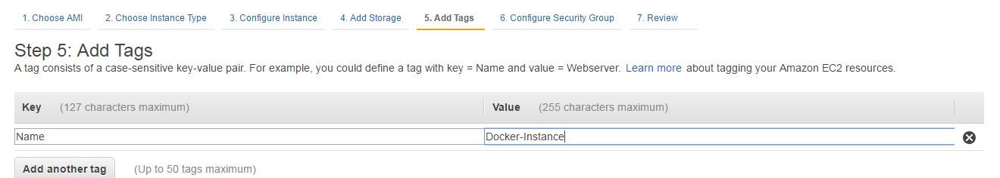 1. Choose AMI 2. Choose Instance Type 3. Configure Instance 4. Add Storage 5. Add Tags 6. Configure Security Group 7. Review
Step 5: Add Tags
A tag consists of a case-sensitive key-value pair. For example, you could define a tag with key = Name and value = Webserver. Learn more about tagging your Amazon EC2 resources.
Key (127 characters maximum) Value (255 characters maximum)
Name Docker-Instance
Add another tag (Up to 50 tags maximum)